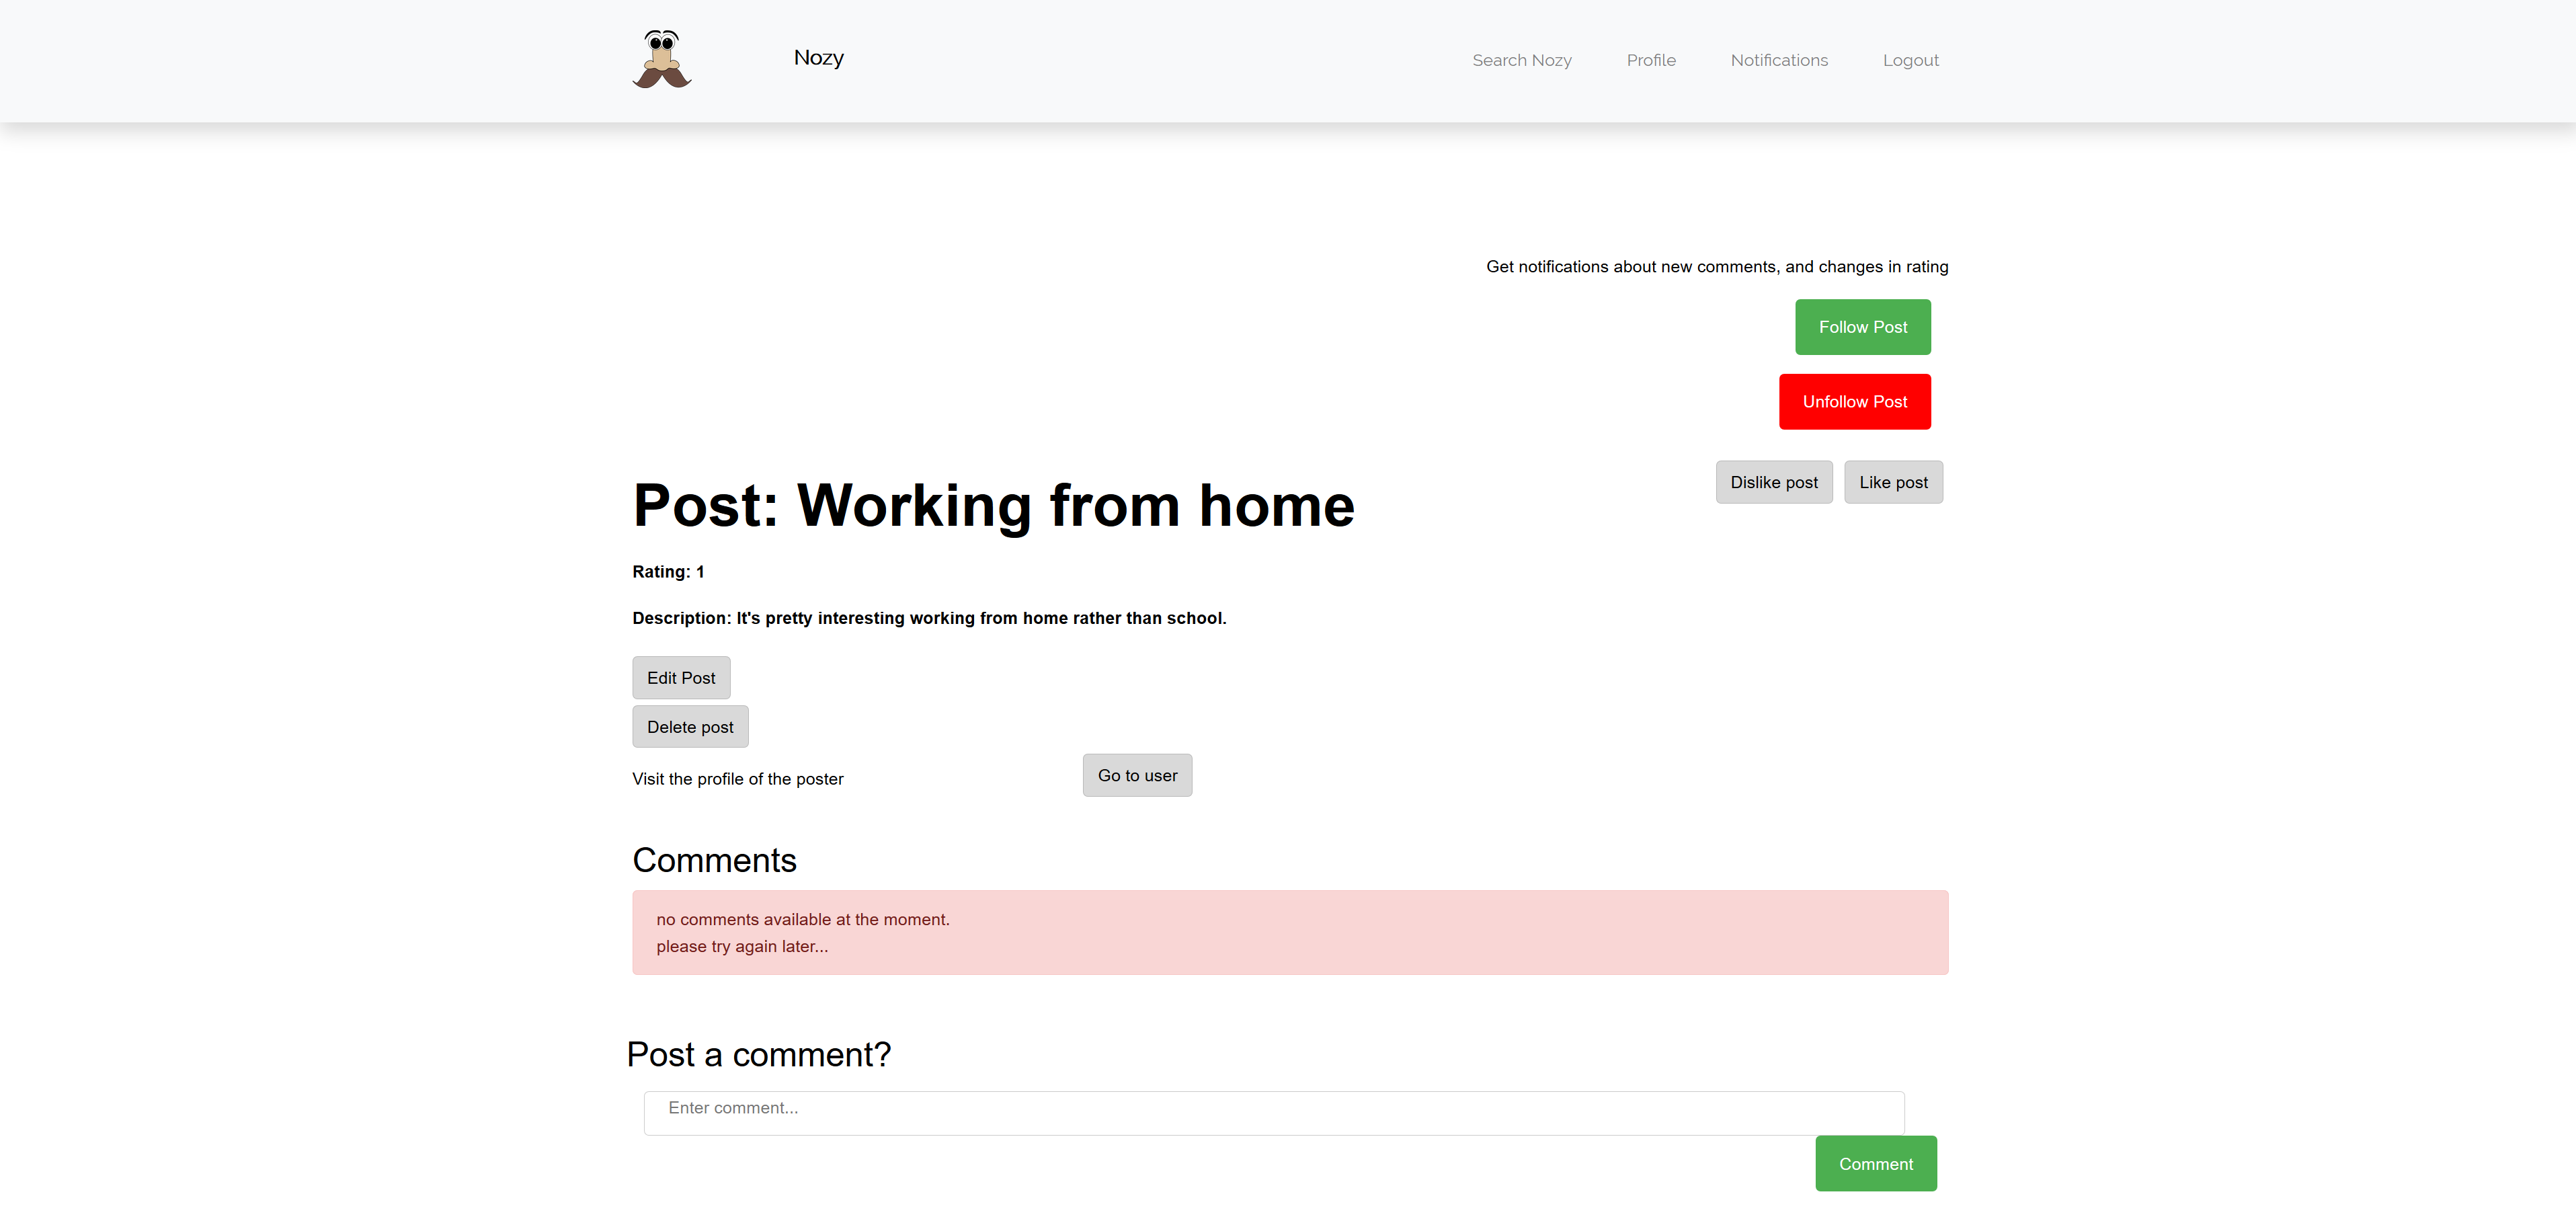 Nozy
Search Nozy Profile Notifications Logout
Get notifications about new comments, and changes in rating
Follow Post
Unfollow Post
Dislike post Like post
Post: Working from home
Rating: 1
Description: It's pretty interesting working from home rather than school.
Edit Post
Delete post
Visit the profile of the poster Go to user
Comments
no comments available at the moment.
please try again later...
Post a comment?
Enter comment...
Comment